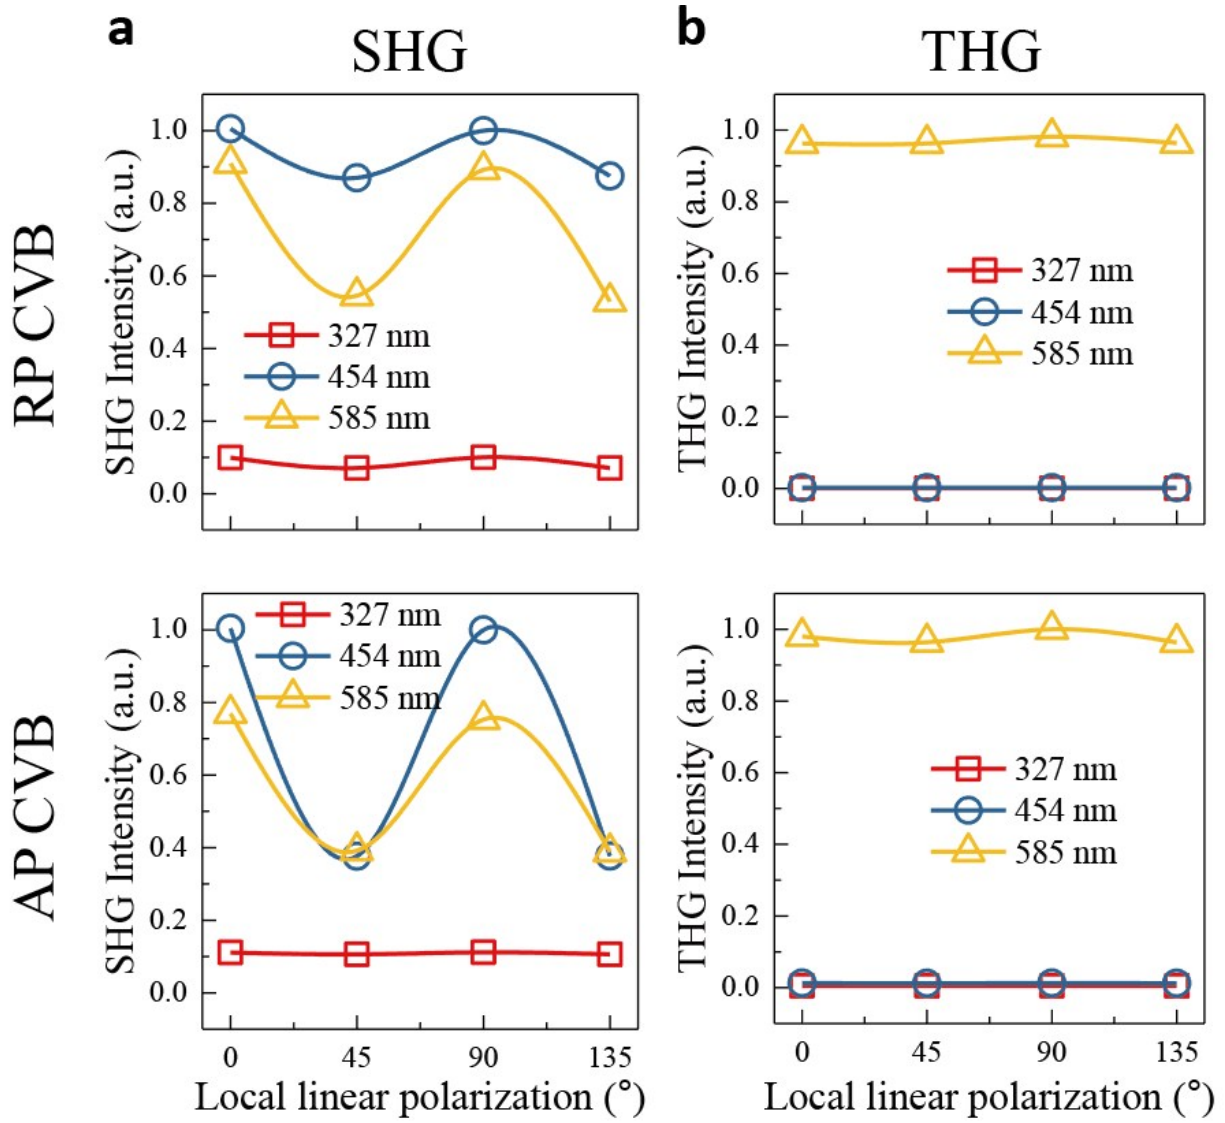 a
SHG
RP CVB
SHG Intensity (a.u.)
1.0
0.8
0.6
0.4
0.2
0.0
327 nm
454 nm
585 nm
b
THG
THG Intensity (a.u.)
1.0
0.8
0.6
0.4
0.2
0.0
327 nm
454 nm
585 nm
AP CVB
SHG Intensity (a.u.)
1.0
0.8
0.6
0.4
0.2
0.0
327 nm
454 nm
585 nm
0 45 90 135
Local linear polarization (°)
THG Intensity (a.u.)
1.0
0.8
0.6
0.4
0.2
0.0
327 nm
454 nm
585 nm
0 45 90 135
Local linear polarization (°)